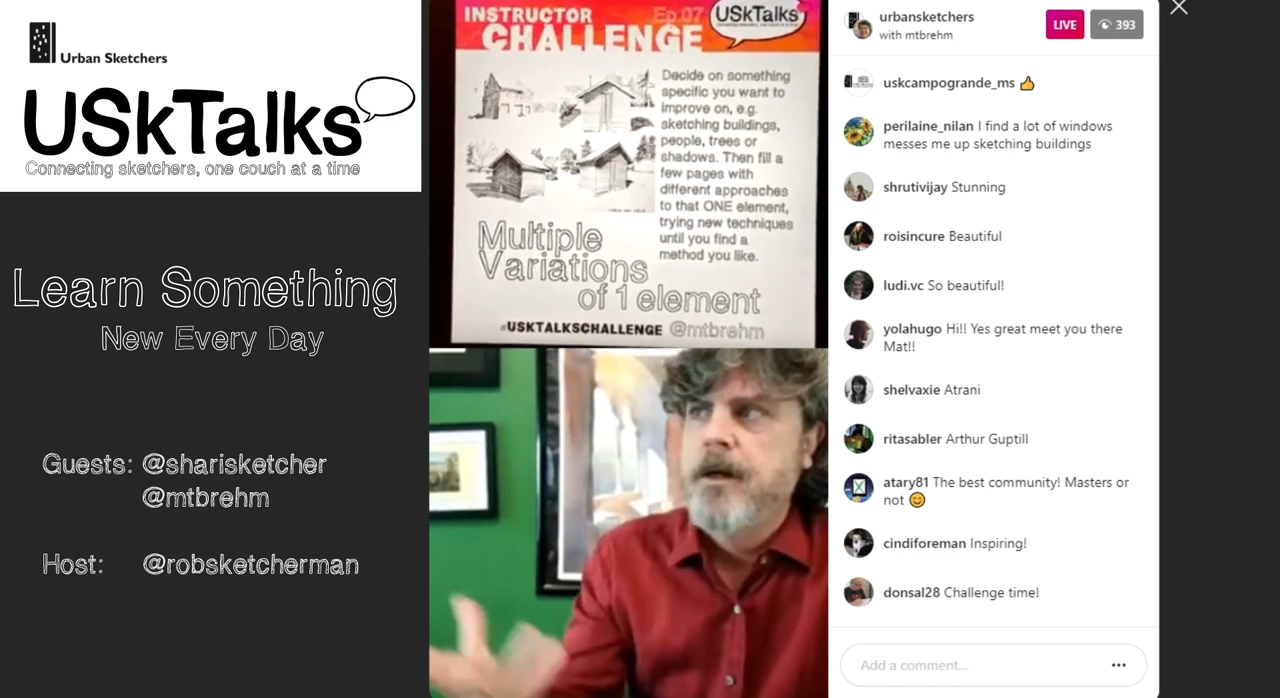 Urban Sketchers
USkTalks
Connecting sketchers, one couch at a time
Learn Something
New Every Day
Guests: @sharisketcher
@mtbrehm
Host: @robsketcherman
INSTRUCTOR
CHALLENGE
Ep.07
USkTalks
Connecting sketchers, one couch at a time
Decide on something
specific you want to
improve on, e.g.
sketching buildings,
people, trees or
shadows. Then fill a
few pages with
different approaches
to that ONE element,
trying new techniques
until you find a
method you like.
Multiple
Variations
of 1 element
#USKTALKSCHALLENGE @mtbrehm
urbansketchers
with mtbrehm
LIVE
393
uskcampogrande_ms 👍
perilaine_nilan I find a lot of windows
messes me up sketching buildings
shrutivijay Stunning
roisincure Beautiful
ludi.vc So beautiful!
yolahugo Hi!! Yes great meet you there
Mat!!
shelvaxie Atrani
ritasabler Arthur Guptill
atary81 The best community! Masters or
not 😊
cindiforeman Inspiring!
donsal28 Challenge time!
Add a comment...